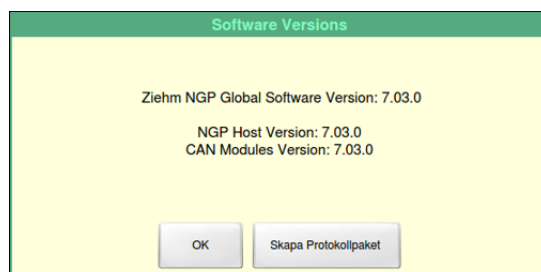 Software Versions
Ziehm NGP Global Software Version: 7.03.0
NGP Host Version: 7.03.0
CAN Modules Version: 7.03.0
OK
Skapa Protokollpaket